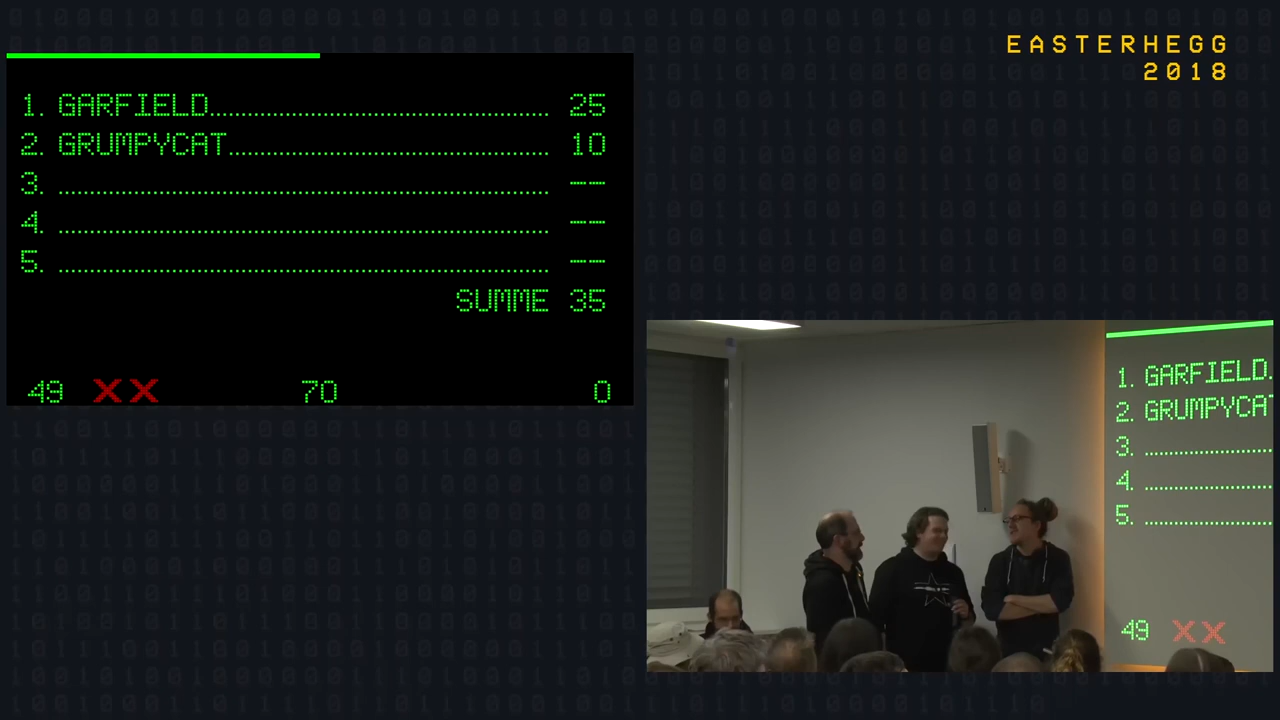 EASTERHEGG
2018
1. GARFIELD 25
2. GRUMPYCAT 10
3. --
4. --
5. --
SUMME 35
49 XX 70 0
1. GARFIELD.
2. GRUMPYCAT
3.
4.
5.
49 XX